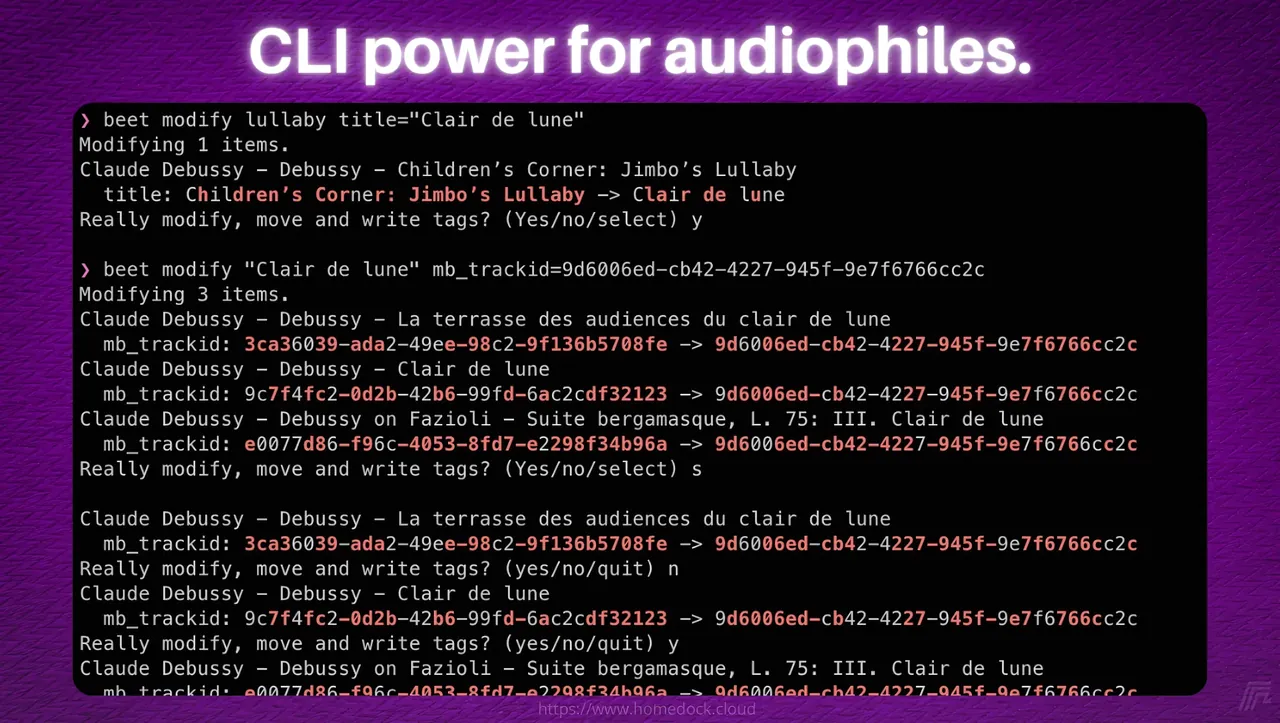 CLI power for audiophiles.
❯ beet modify lullaby title="Clair de lune"
Modifying 1 items.
Claude Debussy – Debussy – Children’s Corner: Jimbo’s Lullaby
title: Children’s Corner: Jimbo’s Lullaby –> Clair de lune
Really modify, move and write tags? (Yes/no/select) y
❯ beet modify "Clair de lune" mb_trackid=9d6006ed–cb42–4227–945f–9e7f6766cc2c
Modifying 3 items.
Claude Debussy – Debussy – La terrasse des audiences du clair de lune
mb_trackid: 3ca36039–ada2–49ee–98c2–9f136b5708fe –> 9d6006ed–cb42–4227–945f–9e7f6766cc2c
Claude Debussy – Debussy – Clair de lune
mb_trackid: 9c7f4fc2–0d2b–42b6–99fd–6ac2cdf32123 –> 9d6006ed–cb42–4227–945f–9e7f6766cc2c
Claude Debussy – Debussy on Fazioli – Suite bergamasque, L. 75: III. Clair de lune
mb_trackid: e0077d86–f96c–4053–8fd7–e2298f34b96a –> 9d6006ed–cb42–4227–945f–9e7f6766cc2c
Really modify, move and write tags? (Yes/no/select) s
Claude Debussy – Debussy – La terrasse des audiences du clair de lune
mb_trackid: 3ca36039–ada2–49ee–98c2–9f136b5708fe –> 9d6006ed–cb42–4227–945f–9e7f6766cc2c
Really modify, move and write tags? (yes/no/quit) n
Claude Debussy – Debussy – Clair de lune
mb_trackid: 9c7f4fc2–0d2b–42b6–99fd–6ac2cdf32123 –> 9d6006ed–cb42–4227–945f–9e7f6766cc2c
Really modify, move and write tags? (yes/no/quit) y
Claude Debussy – Debussy on Fazioli – Suite bergamasque, L. 75: III. Clair de lune
mb_trackid: e0077d86–f96c–4053–8fd7–e2298f34b96a –> 9d6006ed–cb42–4227–945f–9e7f6766cc2c
https://www.homedock.cloud